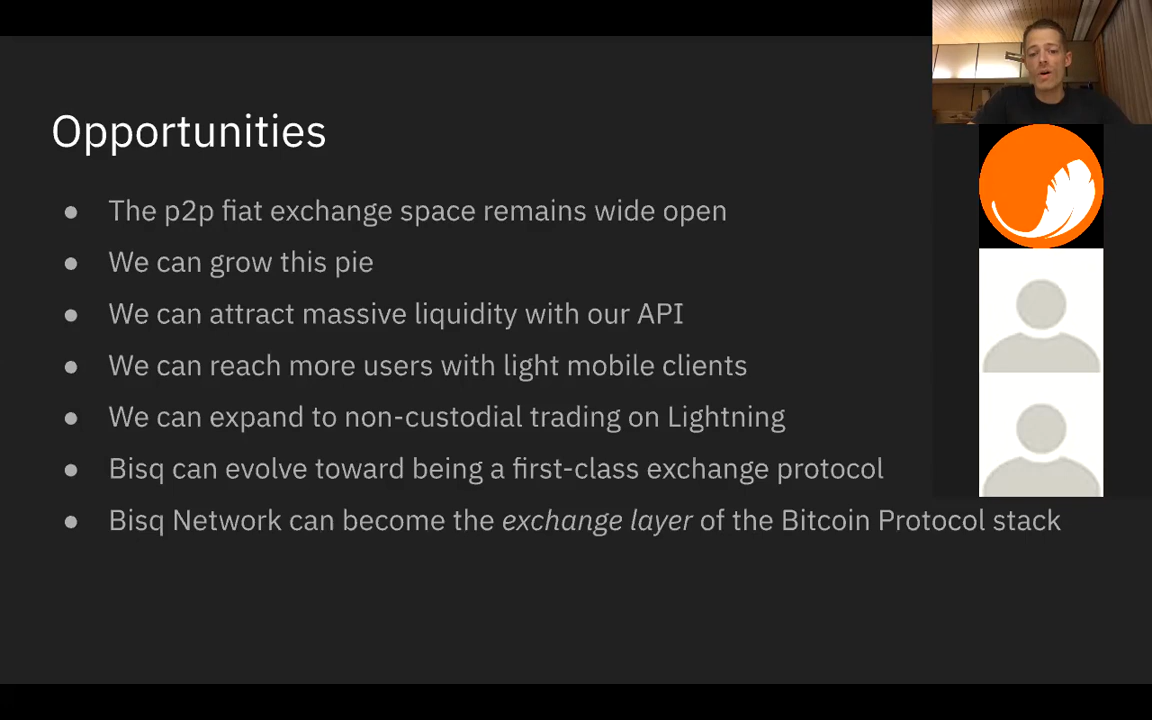 Opportunities
● The p2p fiat exchange space remains wide open
● We can grow this pie
● We can attract massive liquidity with our API
● We can reach more users with light mobile clients
● We can expand to non-custodial trading on Lightning
● Bisq can evolve toward being a first-class exchange protocol
● Bisq Network can become the exchange layer of the Bitcoin Protocol stack